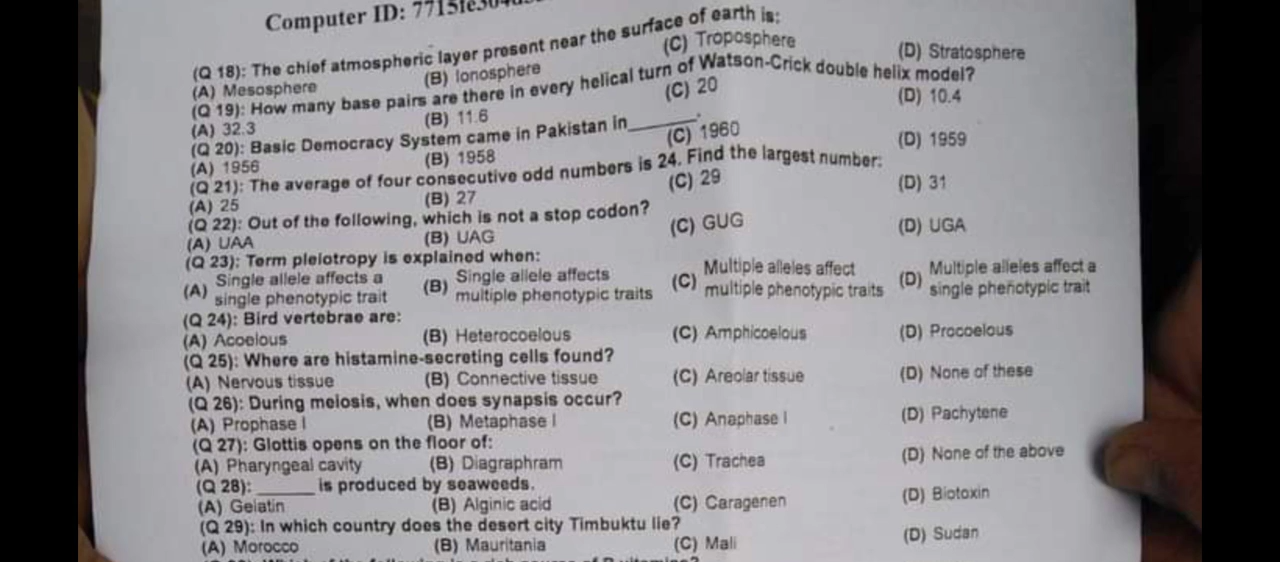 Computer ID: 7715fe304
(Q 18): The chief atmospheric layer present near the surface of earth is:
(A) Mesosphere (B) Ionosphere (C) Troposphere (D) Stratosphere
(Q 19): How many base pairs are there in every helical turn of Watson-Crick double helix model?
(A) 32.3 (B) 11.6 (C) 20 (D) 10.4
(Q 20): Basic Democracy System came in Pakistan in_______.
(A) 1956 (B) 1958 (C) 1960 (D) 1959
(Q 21): The average of four consecutive odd numbers is 24. Find the largest number:
(A) 25 (B) 27 (C) 29 (D) 31
(Q 22): Out of the following, which is not a stop codon?
(A) UAA (B) UAG (C) GUG (D) UGA
(Q 23): Term pleiotropy is explained when:
(A) Single allele affects a single phenotypic trait (B) Single allele affects multiple phenotypic traits (C) Multiple alleles affect multiple phenotypic traits (D) Multiple alleles affect a single phenotypic trait
(Q 24): Bird vertebrae are:
(A) Acoelous (B) Heterocoelous (C) Amphicoelous (D) Procoelous
(Q 25): Where are histamine-secreting cells found?
(A) Nervous tissue (B) Connective tissue (C) Areolar tissue (D) None of these
(Q 26): During meiosis, when does synapsis occur?
(A) Prophase I (B) Metaphase I (C) Anaphase I (D) Pachytene
(Q 27): Glottis opens on the floor of:
(A) Pharyngeal cavity (B) Diagraphram (C) Trachea (D) None of the above
(Q 28): ______ is produced by seaweeds.
(A) Gelatin (B) Alginic acid (C) Caragenen (D) Biotoxin
(Q 29): In which country does the desert city Timbuktu lie?
(A) Morocco (B) Mauritania (C) Mali (D) Sudan